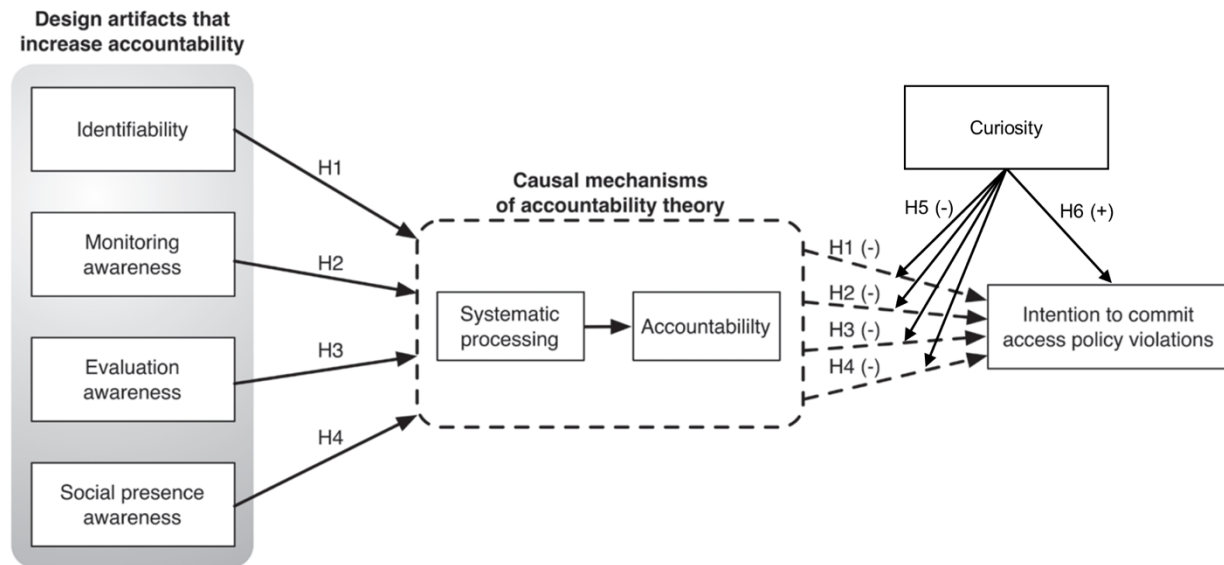 Design artifacts that
increase accountability
Identifiability
Monitoring
awareness
Evaluation
awareness
Social presence
awareness
H1
H2
H3
H4
Causal mechanisms
of accountability theory
Systematic
processing
Accountabililty
H1 (-)
H2 (-)
H3 (-)
H4 (-)
Curiosity
H5 (-)
H6 (+)
Intention to commit
access policy violations